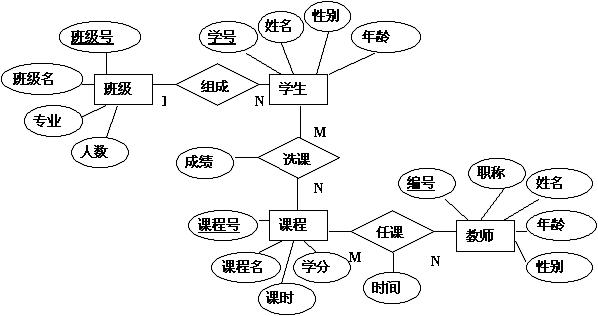 性别
姓名
班级号
学号
年龄
班级名
班级
组成
学生
1
N
专业
人数
M
成绩
洗课
N
职称
编号
姓名
课程号
课程
任课
教师
年龄
M
N
课程名
学分
性别
课时
时间